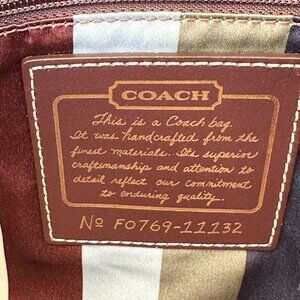 COACH
This is a Coach bag.
It was handcrafted from the
finest materials. Its superior
craftsmanship and attention to
detail reflect our commitment
to enduring quality.
No F0769-11132